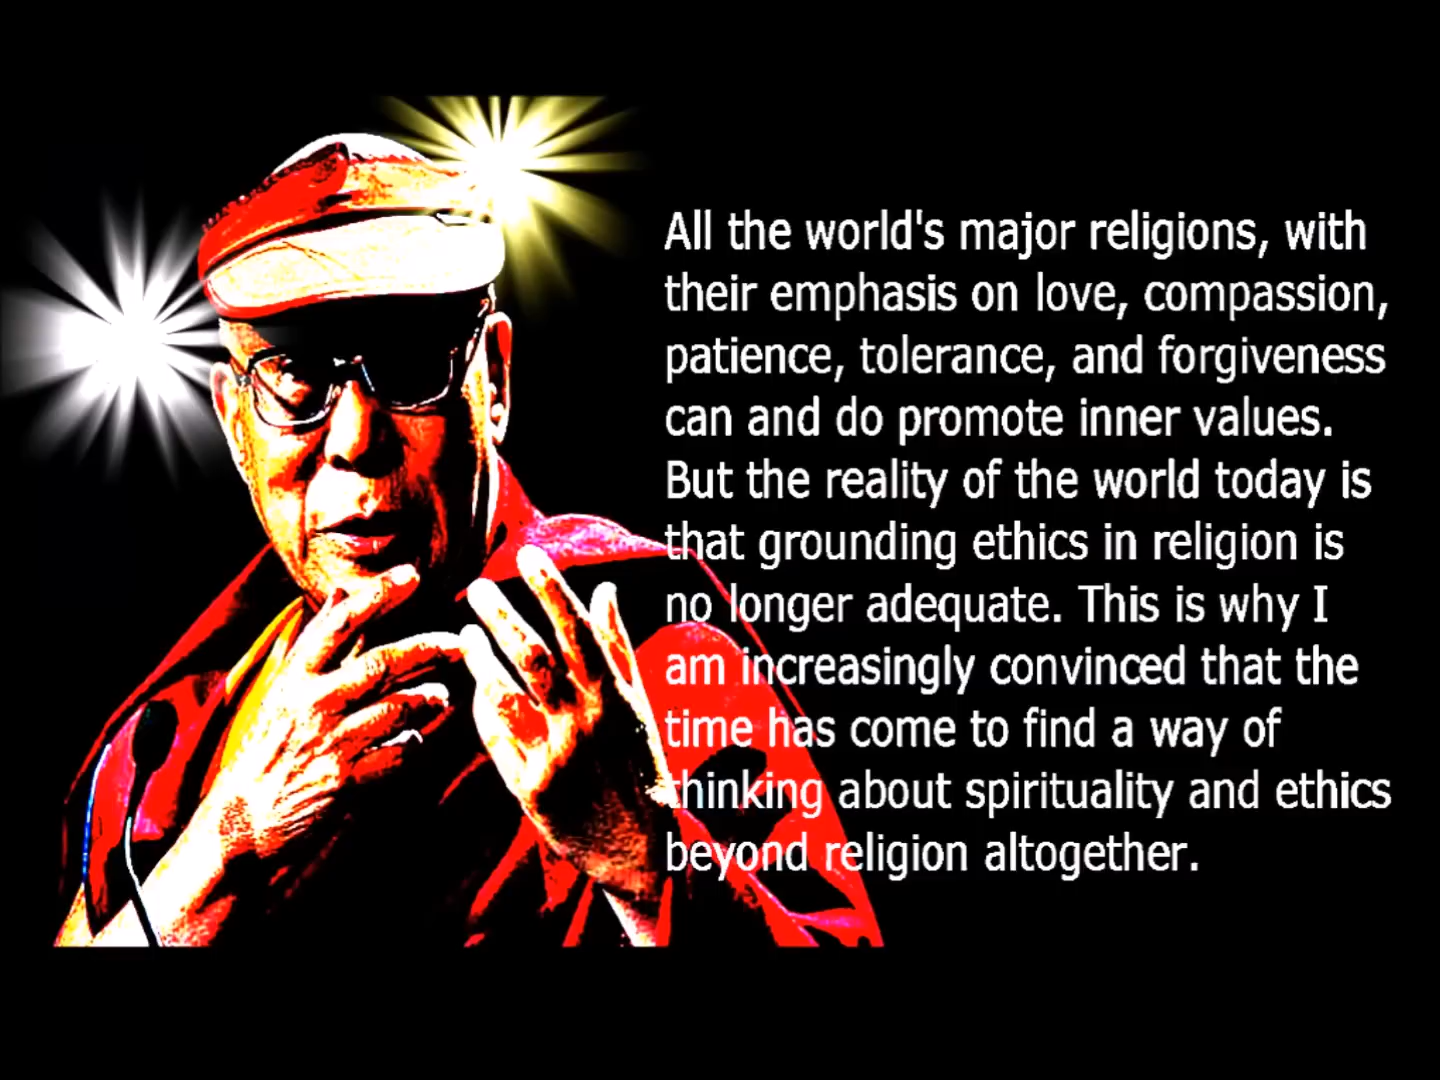 All the world's major religions, with
their emphasis on love, compassion,
patience, tolerance, and forgiveness
can and do promote inner values.
But the reality of the world today is
that grounding ethics in religion is
no longer adequate. This is why I
am increasingly convinced that the
time has come to find a way of
thinking about spirituality and ethics
beyond religion altogether.